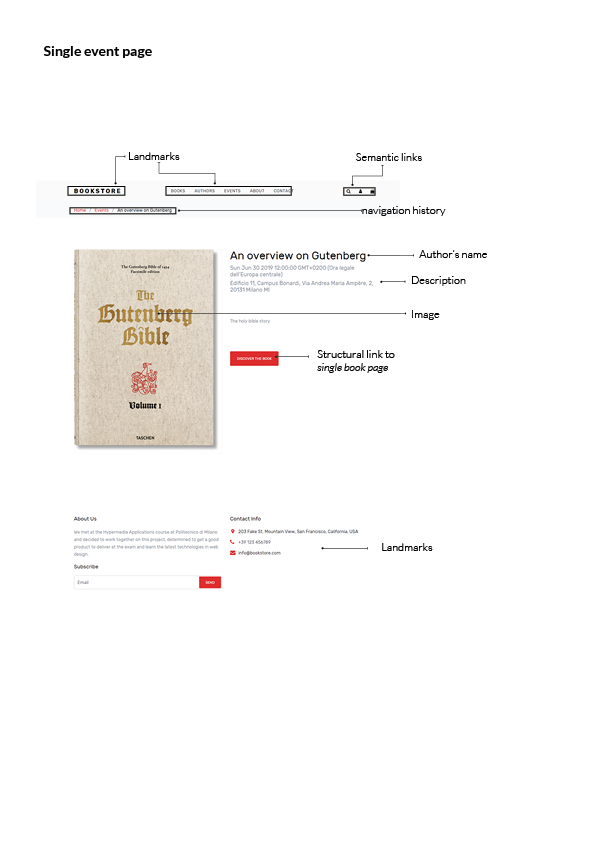 Single event page
Landmarks
Semantic links
BOOKSTORE
BOOKS AUTHORS EVENTS ABOUT CONTACT
Home / Events / An overview on Gutenberg
navigation history
The Gutenberg Bible of 1454
Facsimile edition
The
Gutenberg
Bible
Volume 1
TASCHEN
An overview on Gutenberg
Author's name
Sun Jun 30 2019 12:00:00 GMT+0200 (Ora legale
dell'Europa centrale)
Edificio 11, Campus Bonardi, Via Andrea Maria Ampère, 2,
20131 Milano MI
Description
Image
The holy bible story
DISCOVER THE BOOK
Structural link to
single book page
About Us
We met at the Hypermedia Applications course at Politecnico di Milano
and decided to work together on this project, determined to get a good
product to deliver at the exam and learn the latest technologies in web
design
Subscribe
Email
SEND
Contact Info
203 Fake St. Mountain View, San Francisco, California, USA
+39 123 456789
info@bookstore.com
Landmarks